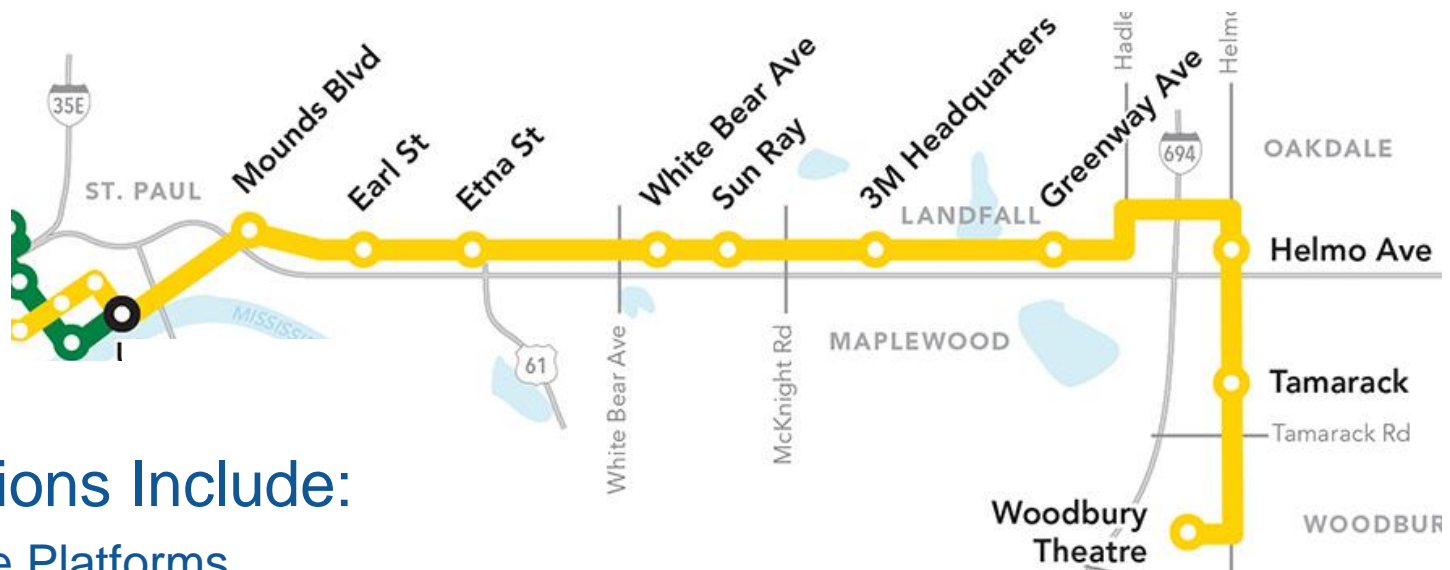 35E
ST. PAUL
Mounds Blvd
Earl St
Etna St
White Bear Ave
Sun Ray
3M Headquarters
LANDFALL
Greenway Ave
694
OAKDALE
Helmo Ave
61
White Bear Ave
McKnight Rd
MAPLEWOOD
Tamarack
Tamarack Rd
Woodbury
Theatre
Include:
Platforms